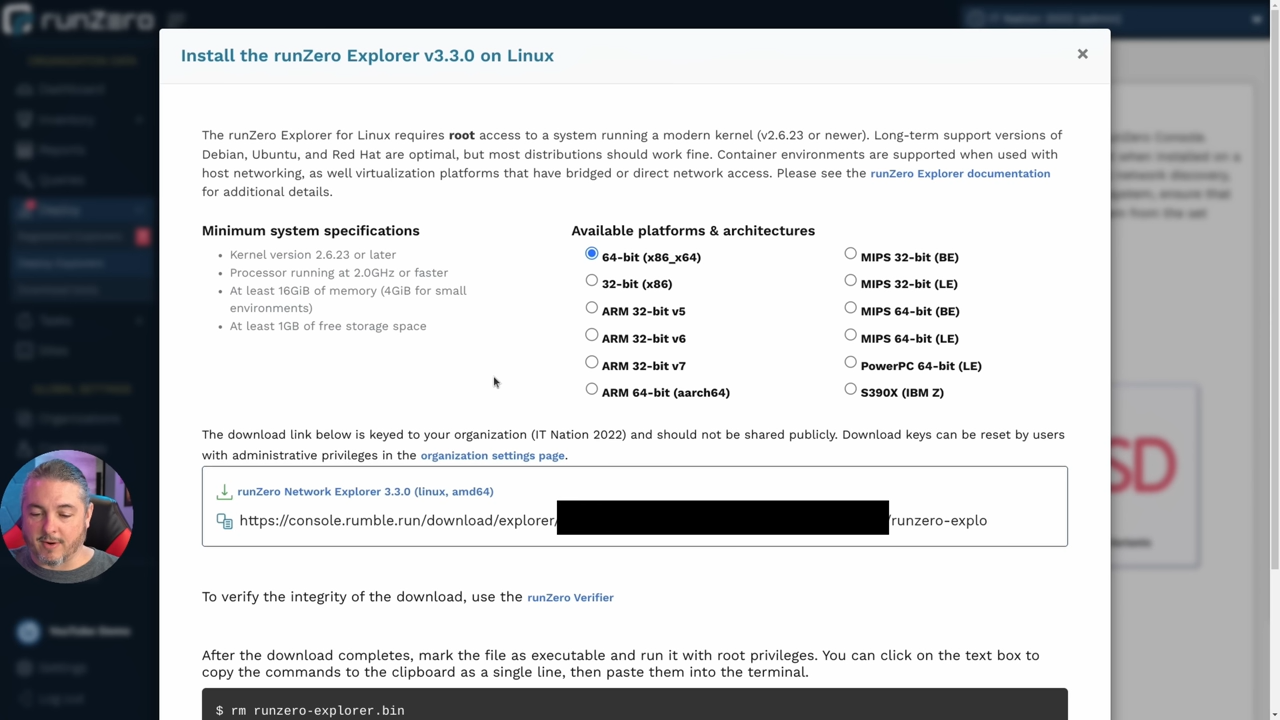 runZero
Install the runZero Explorer v3.3.0 on Linux
×
The runZero Explorer for Linux requires root access to a system running a modern kernel (v2.6.23 or newer). Long-term support versions of
Debian, Ubuntu, and Red Hat are optimal, but most distributions should work fine. Container environments are supported when used with
host networking, as well virtualization platforms that have bridged or direct network access. Please see the runZero Explorer documentation
for additional details.
Minimum system specifications
• Kernel version 2.6.23 or later
• Processor running at 2.0GHz or faster
• At least 16GiB of memory (4GiB for small
environments)
• At least 1GB of free storage space
Available platforms & architectures
64-bit (x86_x64)
32-bit (x86)
ARM 32-bit v5
ARM 32-bit v6
ARM 32-bit v7
ARM 64-bit (aarch64)
MIPS 32-bit (BE)
MIPS 32-bit (LE)
MIPS 64-bit (BE)
MIPS 64-bit (LE)
PowerPC 64-bit (LE)
S390X (IBM Z)
The download link below is keyed to your organization (IT Nation 2022) and should not be shared publicly. Download keys can be reset by users
with administrative privileges in the organization settings page.
runZero Network Explorer 3.3.0 (linux, amd64)
https://console.rumble.run/download/explorer/ /runzero-explo
To verify the integrity of the download, use the runZero Verifier
After the download completes, mark the file as executable and run it with root privileges. You can click on the text box to
copy the commands to the clipboard as a single line, then paste them into the terminal.
$ rm runzero-explorer.bin
Dashboard
Inventory
Reports
Queries
Deploy
Tasks
Organizations
YouTube Demo
Settings
Log out
SD